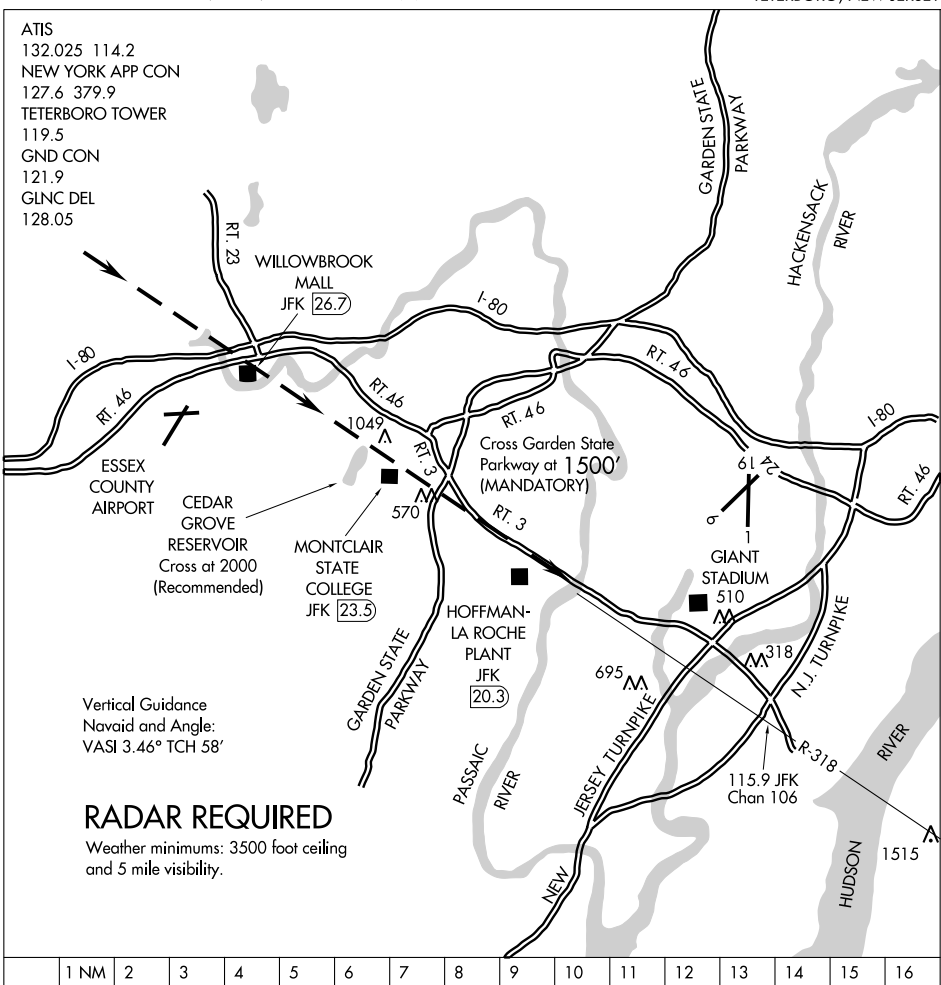 TETERBORO, NEW JERSEY
ATIS
132.025 114.2
NEW YORK APP CON
127.6 379.9
TETERBORO TOWER
119.5
GND CON
121.9
GLNC DEL
128.05
GARDEN STATE
PARKWAY
HACKENSACK
RIVER
RT. 23
WILLOWBROOK
MALL
JFK 26.7
I-80
I-80
RT. 46
RT. 46
RT. 46
RT. 46
I-80
RT. 46
1049
RT. 3
Cross Garden State
Parkway at 1500'
(MANDATORY)
19
24
6
1
ESSEX
COUNTY
AIRPORT
CEDAR
GROVE
RESERVOIR
Cross at 2000
(Recommended)
570
RT. 3
MONTCLAIR
STATE
COLLEGE
JFK 23.5
GIANT
STADIUM
510
HOFFMAN-
LA ROCHE
PLANT
JFK
20.3
GARDEN STATE
PARKWAY
695
318
N.J. TURNPIKE
Vertical Guidance
Navaid and Angle:
VASI 3.46° TCH 58'
PASSAIC
RIVER
NEW JERSEY TURNPIKE
115.9 JFK
Chan 106
R-318
HUDSON
RIVER
1515
RADAR REQUIRED
Weather minimums: 3500 foot ceiling
and 5 mile visibility.
1 NM 2 3 4 5 6 7 8 9 10 11 12 13 14 15 16